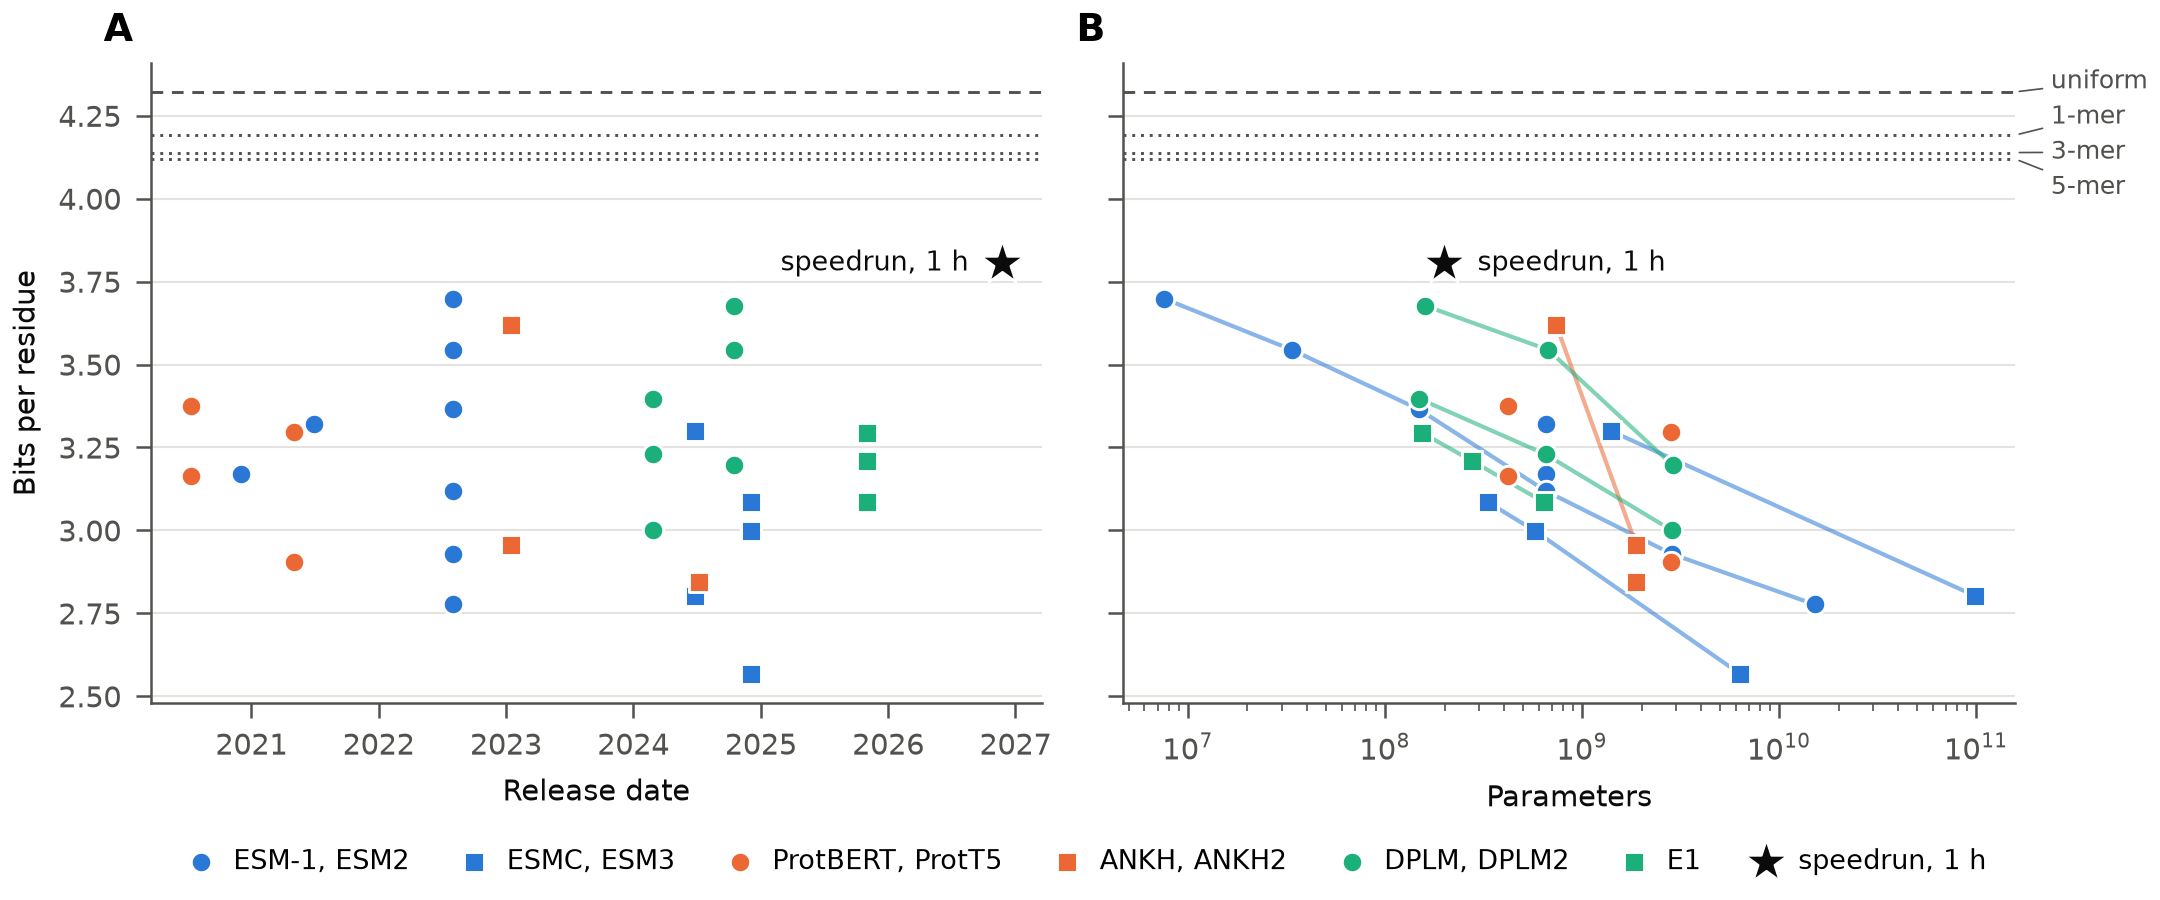 A
B
uniform
1-mer
3-mer
5-mer
4.25
4.00
3.75
3.50
3.25
3.00
2.75
2.50
Bits per residue
speedrun, 1 h
speedrun, 1 h
2021 2022 2023 2024 2025 2026 2027
Release date
10⁷ 10⁸ 10⁹ 10¹⁰ 10¹¹
Parameters
ESM-1, ESM2 ESMC, ESM3 ProtBERT, ProtT5 ANKH, ANKH2 DPLM, DPLM2 E1 speedrun, 1 h